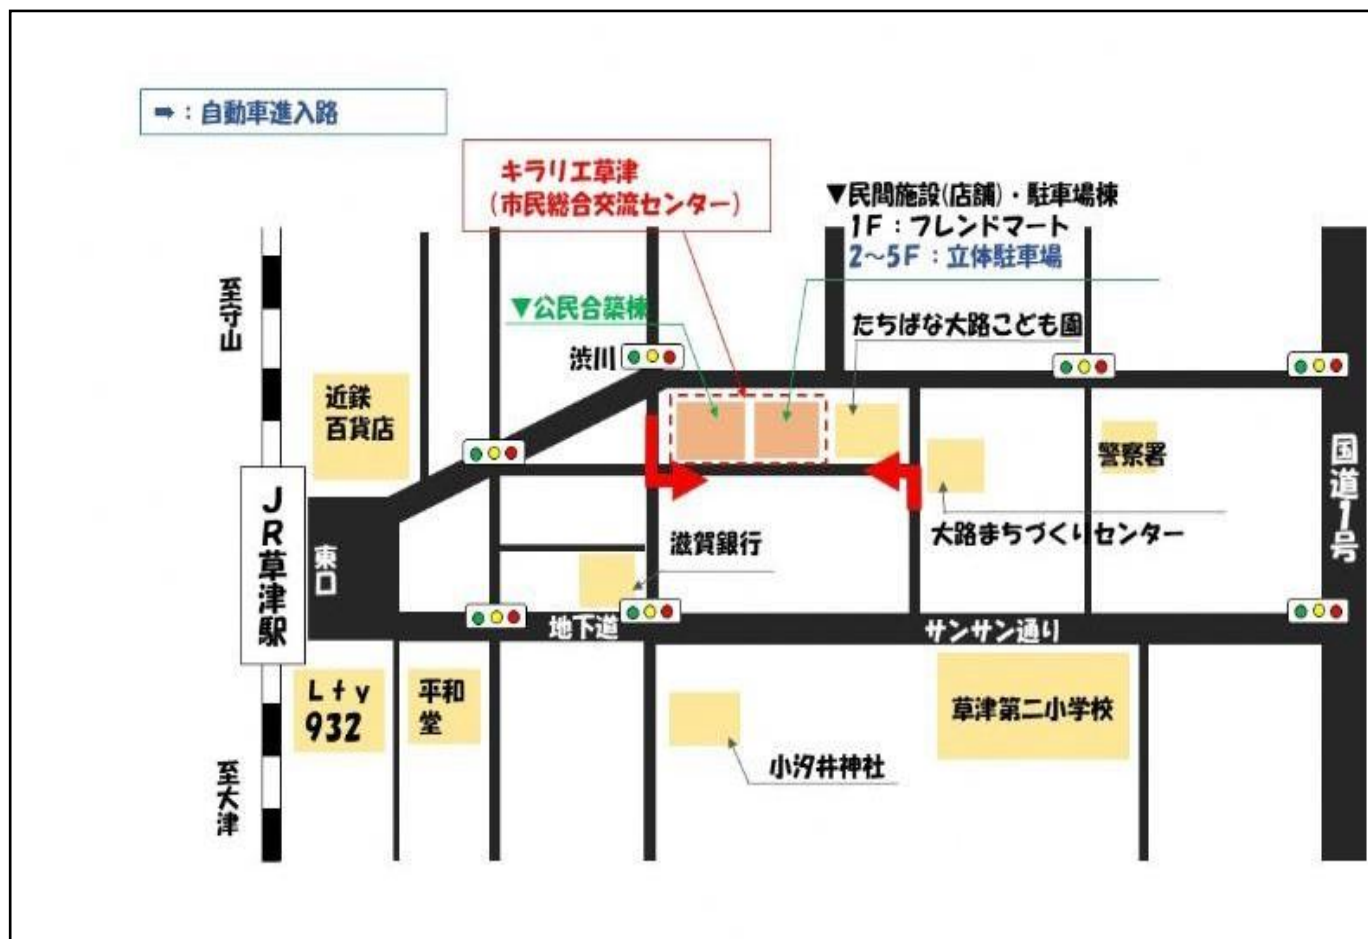 ➡：自動車進入路
キラリエ草津
(市民総合交流センター)
▼民間施設(店舗)・駐車場棟
1F：フレンドマート
2～5F：立体駐車場
▼公民合築棟
たちばな大路こども園
渋川
至守山
近鉄
百貨店
警察署
国道1号
JR草津駅
東口
滋賀銀行
大路まちづくりセンター
地下道
サンサン通り
Lty
932
平和
堂
草津第二小学校
小汐井神社
至大津